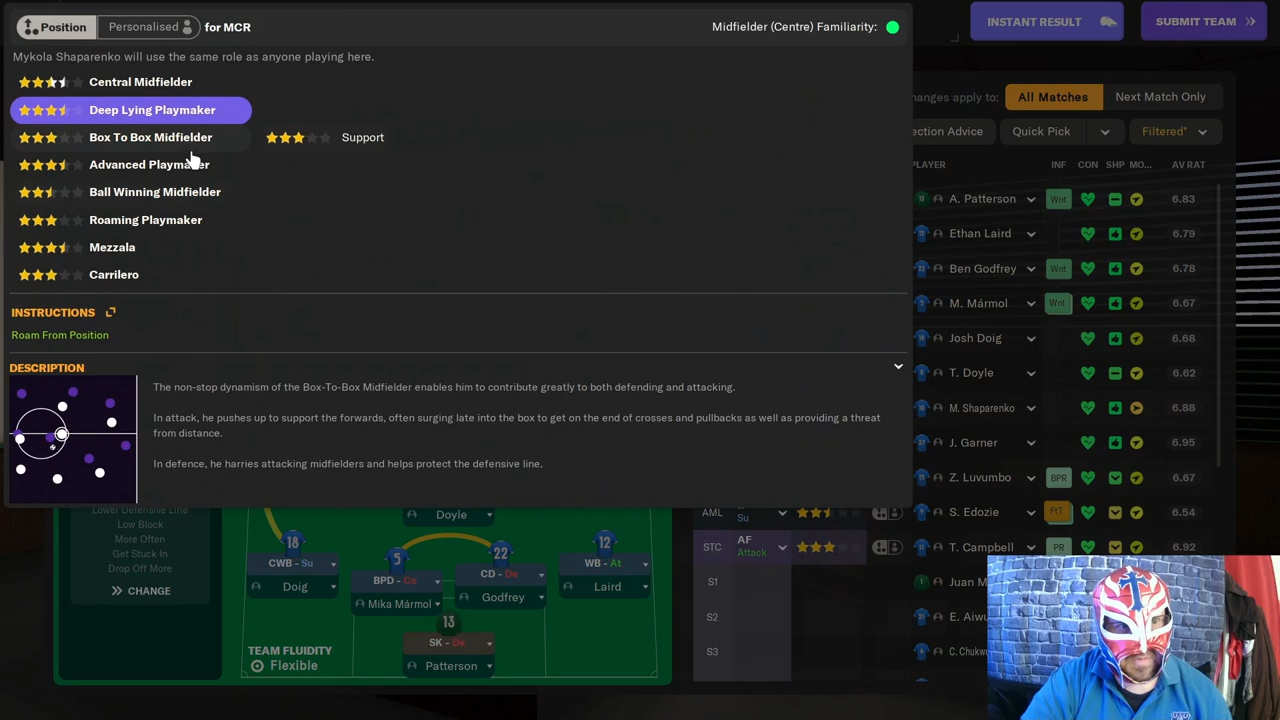 Position
Personalised
for MCR
Midfielder (Centre) Familiarity:
INSTANT RESULT
SUBMIT TEAM
Mykola Shaparenko will use the same role as anyone playing here.
Central Midfielder
Deep Lying Playmaker
Box To Box Midfielder
Support
Advanced Playmaker
Ball Winning Midfielder
Roaming Playmaker
Mezzala
Carrilero
INSTRUCTIONS
Roam From Position
DESCRIPTION
The non-stop dynamism of the Box-To-Box Midfielder enables him to contribute greatly to both defending and attacking.
In attack, he pushes up to support the forwards, often surging late into the box to get on the end of crosses and pullbacks as well as providing a threat
from distance.
In defence, he harries attacking midfielders and helps protect the defensive line.
All Matches
Next Match Only
Quick Pick
Filtered*
INF CON SHP MO... AV RAT
A. Patterson Wnt 6.83
Ethan Laird 6.79
Ben Godfrey Wnt 6.78
M. Mármol Wnt 6.67
Josh Doig 6.68
T. Doyle 6.62
M. Shaparenko 6.88
J. Garner 6.95
Z. Luvumbo BPR 6.67
S. Edozie FtT 6.54
T. Campbell PR 6.92
Juan M
E. Aiwu
C. Chukw
Lower Defensive Line
Low Block
More Often
Get Stuck In
Drop Off More
CHANGE
Doyle
18
CWB - Su
Doig
5
BPD - Co
Mika Mármol
22
CD - De
Godfrey
12
WB - At
Laird
13
SK - De
Patterson
TEAM FLUIDITY
Flexible
AML
Su
STC
AF
Attack
S1
S2
S3